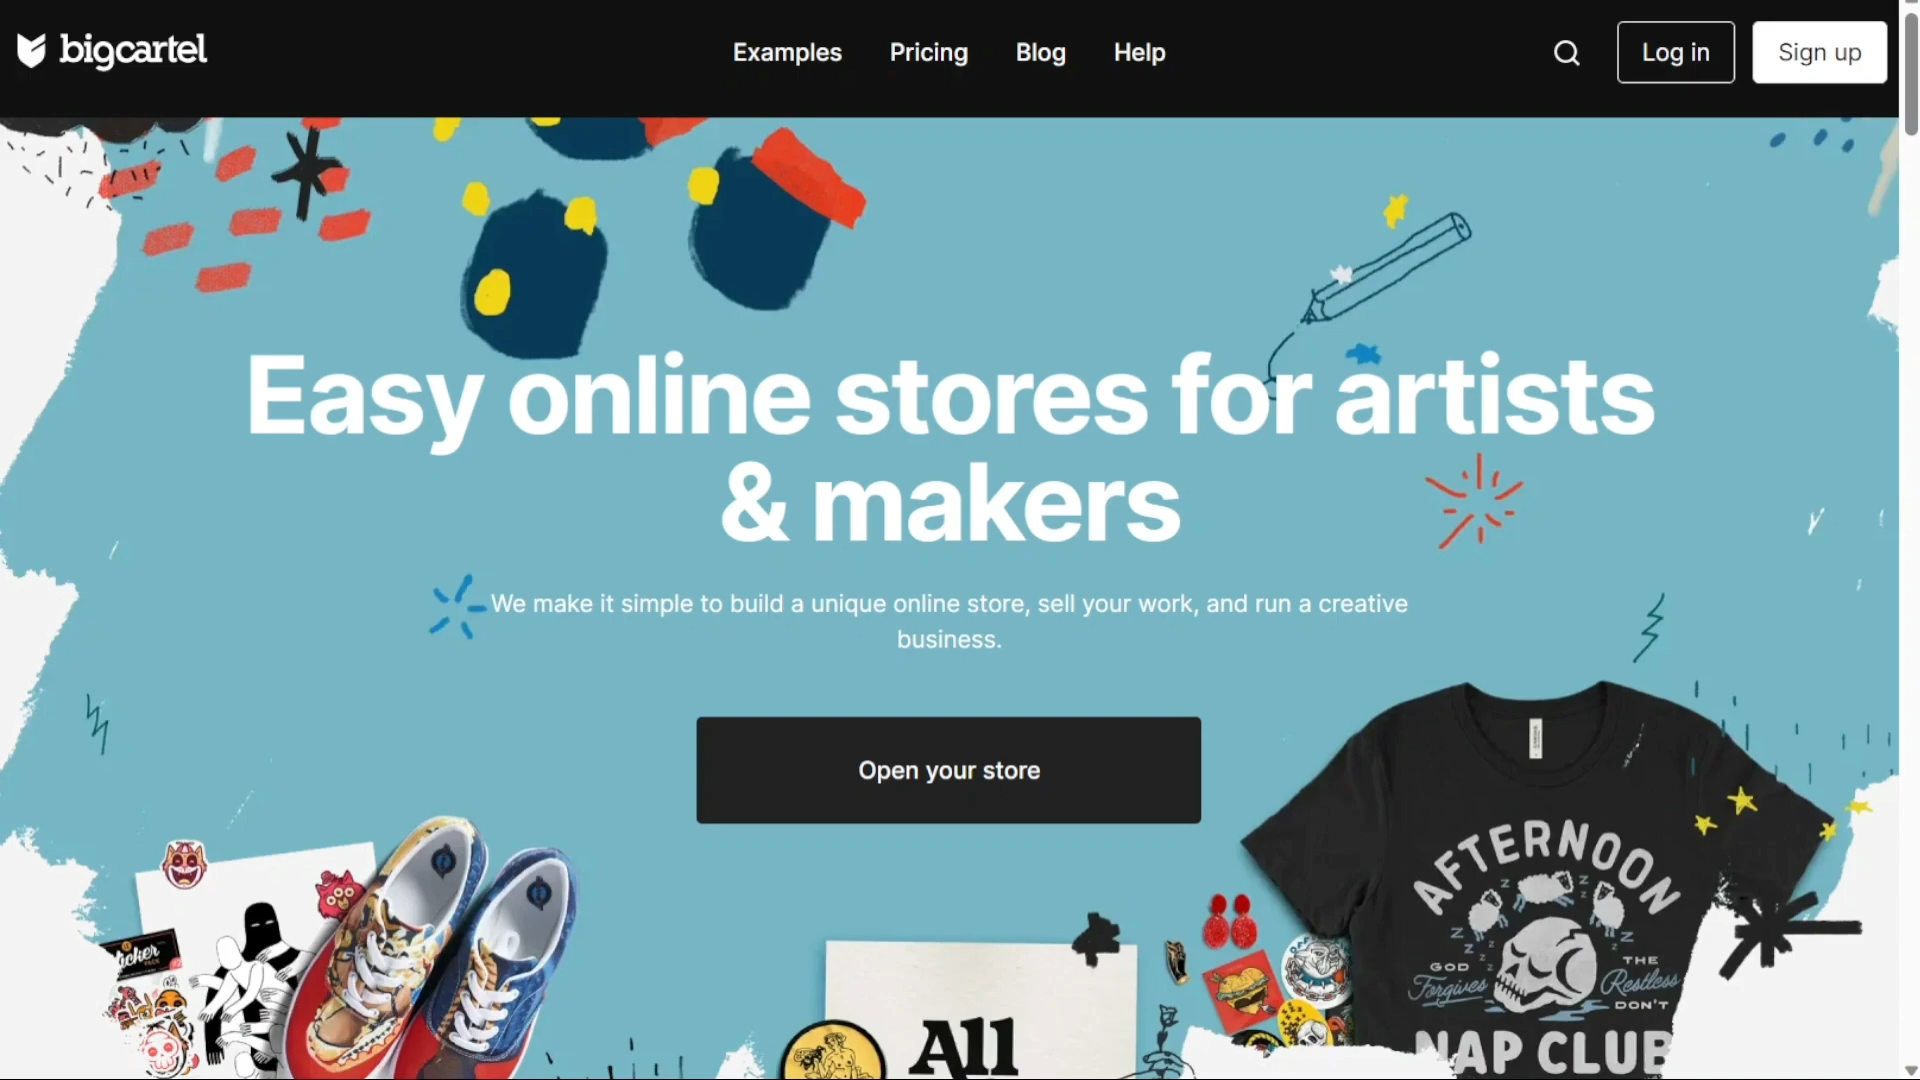 bigcartel
Examples
Pricing
Blog
Help
Log in
Sign up
Easy online stores for artists
& makers
We make it simple to build a unique online store, sell your work, and run a creative
business.
Open your store
AFTERNOON
GOD
Forgives
THE
Restless
DON'T
NAP CLUB
All